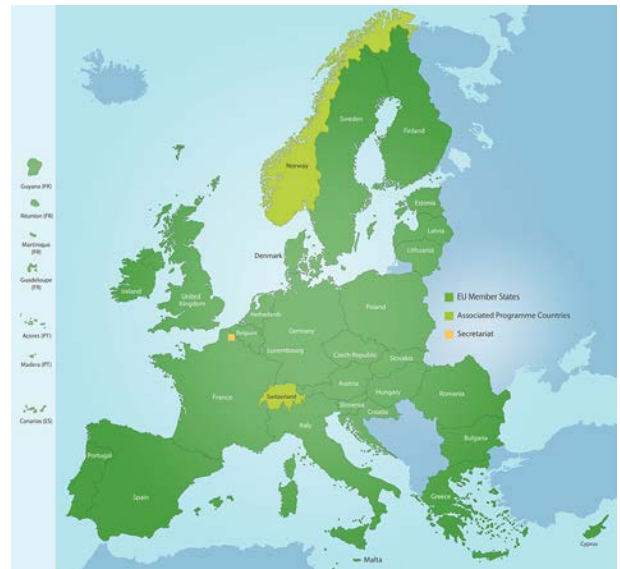 Guyana (FR)
Réunion (FR)
Martinique
(FR)
Guadeloupe
(FR)
Açores (PT)
Madera (PT)
Canarias (ES)
Sweden
Finland
Norway
Estonia
Latvia
Lithuania
Denmark
Ireland
United
Kingdom
Netherlands
Belgium
Germany
Poland
Luxembourg
Czech Republic
Slovakia
France
Switzerland
Austria
Hungary
Slovenia
Croatia
Romania
Italy
Bulgaria
Portugal
Spain
Greece
Malta
Cyprus
EU Member States
Associated Programme Countries
Secretariat